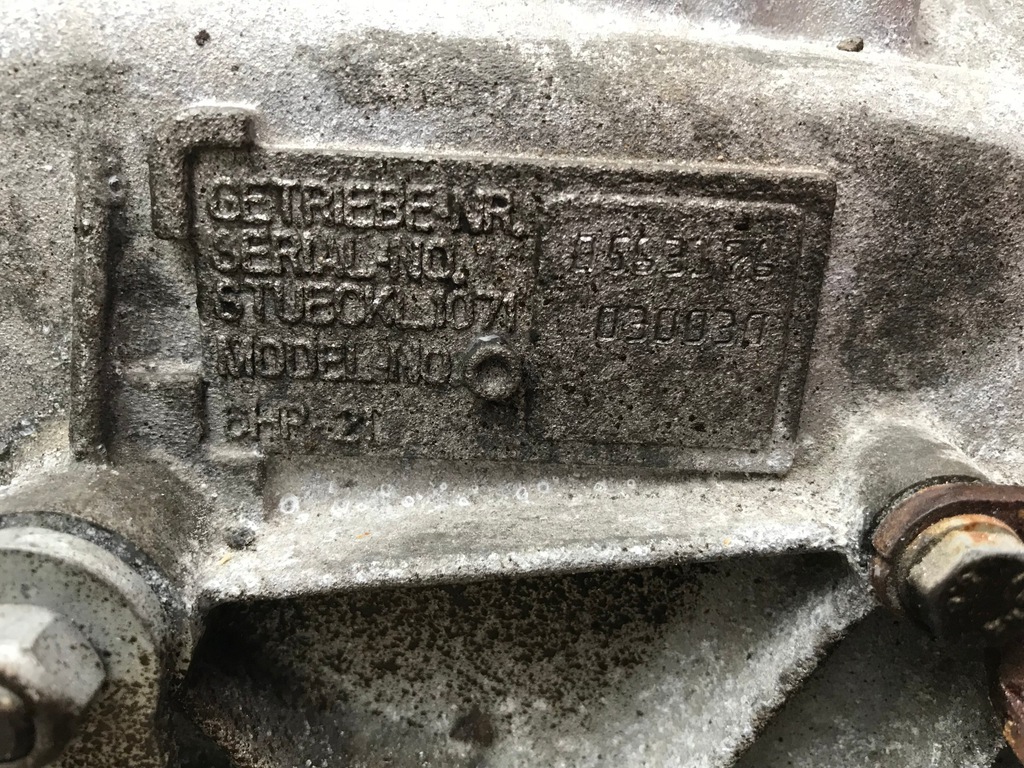 GETRIEBE-NR.
SERIAL-NO.
STUECKL.1071
MODEL.NO
6HP-21
030030